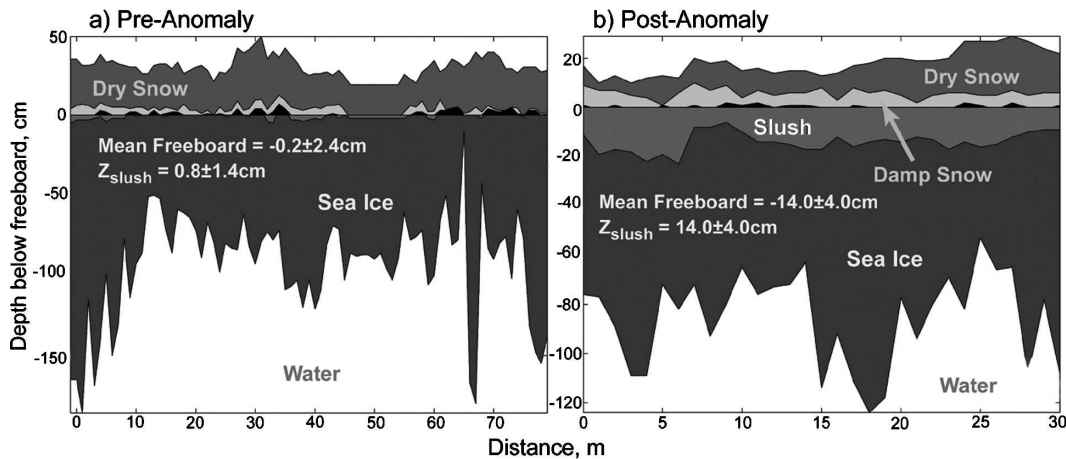 a) Pre-Anomaly
50
0
-50
-100
-150
Depth below freeboard, cm
Dry Snow
Mean Freeboard = -0.2±2.4cm
Zslush = 0.8±1.4cm
Sea Ice
Water
0 10 20 30 40 50 60 70
b) Post-Anomaly
20
0
-20
-40
-60
-80
-100
-120
Dry Snow
Slush
Damp Snow
Mean Freeboard = -14.0±4.0cm
Zslush = 14.0±4.0cm
Sea Ice
Water
0 5 10 15 20 25 30
Distance, m